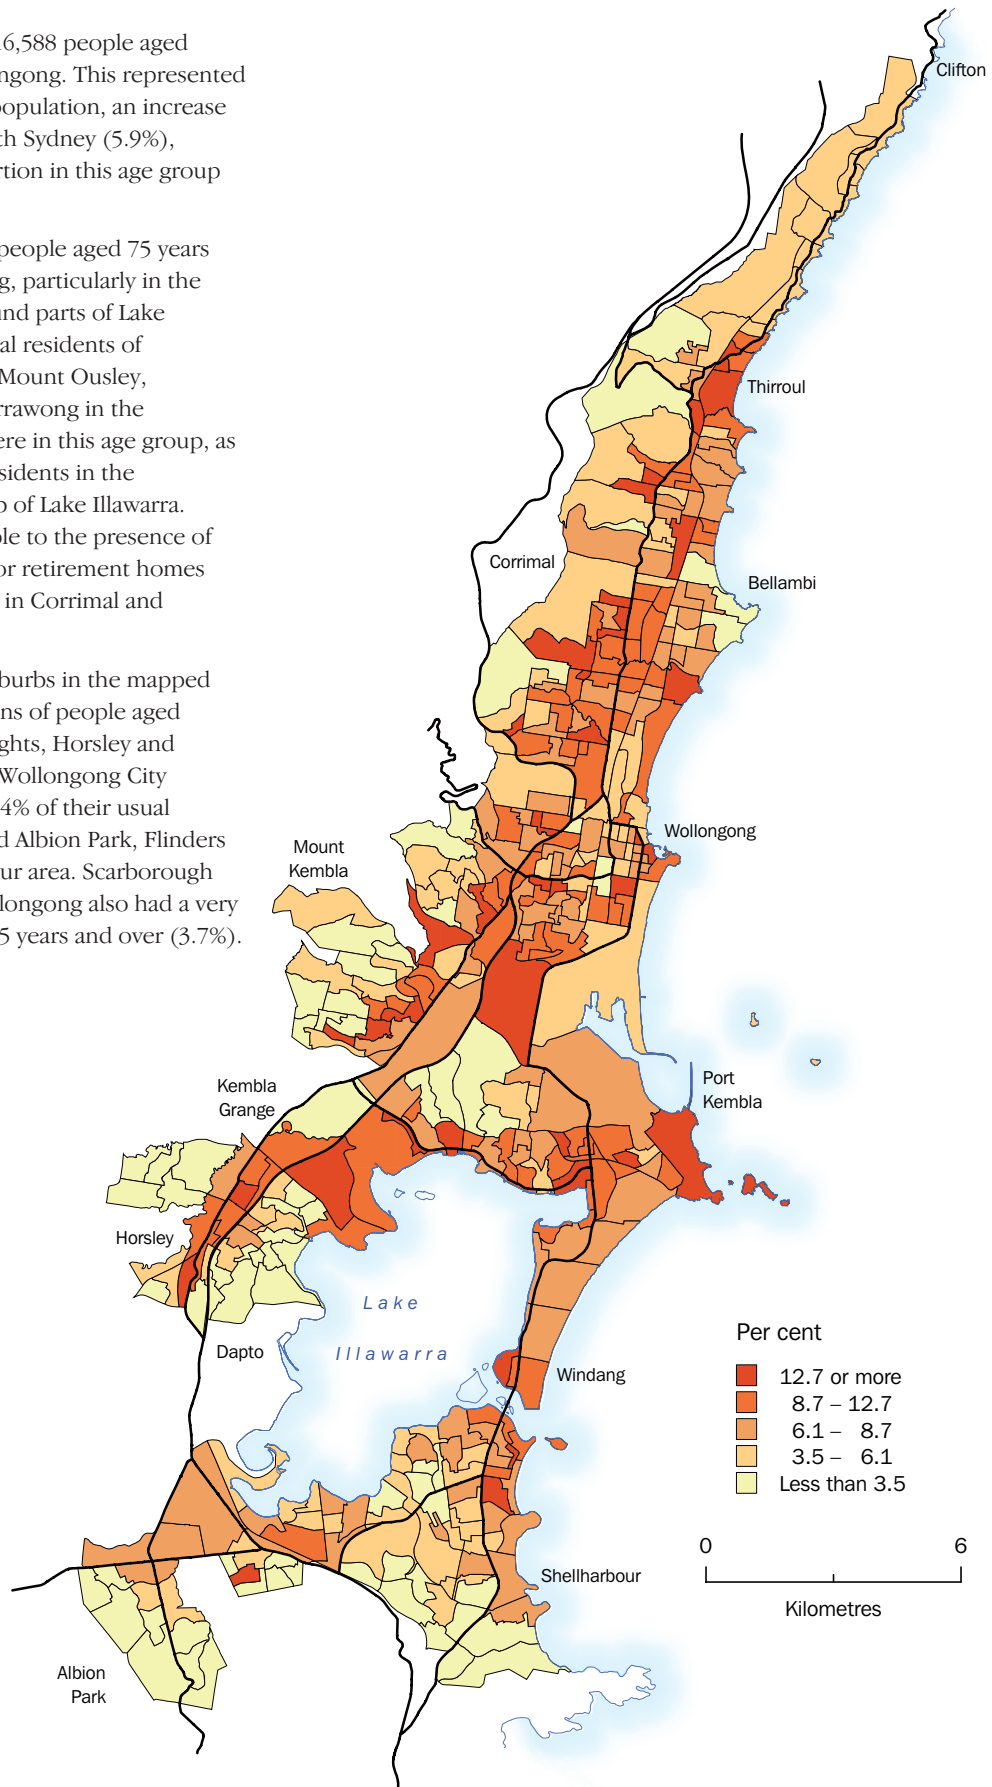 16,588 people aged
ngong. This represented
population, an increase
th Sydney (5.9%),
rtion in this age group
people aged 75 years
g, particularly in the
und parts of Lake
al residents of
Mount Ousley,
rrawong in the
ere in this age group, as
sidents in the
p of Lake Illawarra.
ole to the presence of
or retirement homes
in Corrimal and
burbs in the mapped
ns of people aged
ghts, Horsley and
Wollongong City
4% of their usual
d Albion Park, Flinders
ur area. Scarborough
llongong also had a very
5 years and over (3.7%).
Clifton
Thirroul
Corrimal
Bellambi
Wollongong
Mount
Kembla
Port
Kembla
Kembla
Grange
Horsley
Lake
Illawarra
Dapto
Windang
Per cent
12.7 or more
8.7 – 12.7
6.1 – 8.7
3.5 – 6.1
Less than 3.5
0 6
Kilometres
Shellharbour
Albion
Park